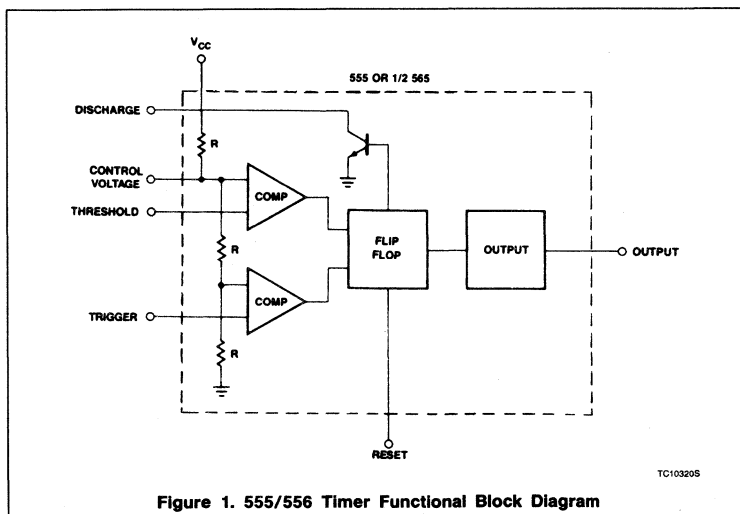 V_CC
555 OR 1/2 565
DISCHARGE
R
CONTROL
VOLTAGE
COMP
THRESHOLD
R
FLIP
FLOP
OUTPUT
OUTPUT
COMP
TRIGGER
R
RESET
TC10320S
Figure 1. 555/556 Timer Functional Block Diagram